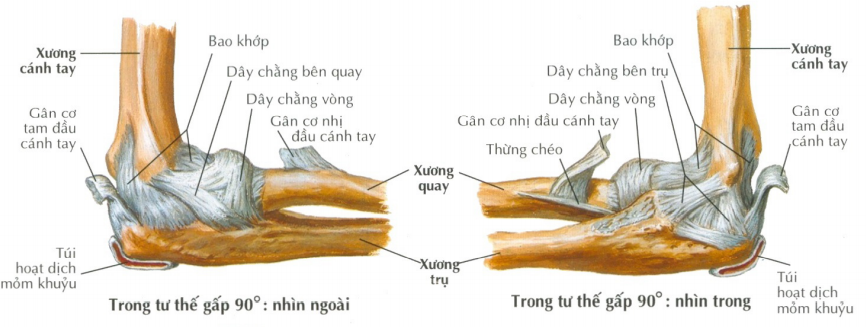 Xương
cánh tay
Bao khớp
Dây chằng bên quay
Dây chằng vòng
Gân cơ nhị
đầu cánh tay
Gân cơ
tam đầu
cánh tay
Túi
hoạt dịch
mỏm khuỷu
Trong tư thế gấp 90°: nhìn ngoài
Xương
quay
Xương
trụ
Bao khớp
Dây chằng bên trụ
Dây chằng vòng
Gân cơ nhị đầu cánh tay
Thừng chéo
Xương
cánh tay
Gân cơ
tam đầu
cánh tay
Túi
hoạt dịch
mỏm khuỷu
Trong tư thế gấp 90°: nhìn trong